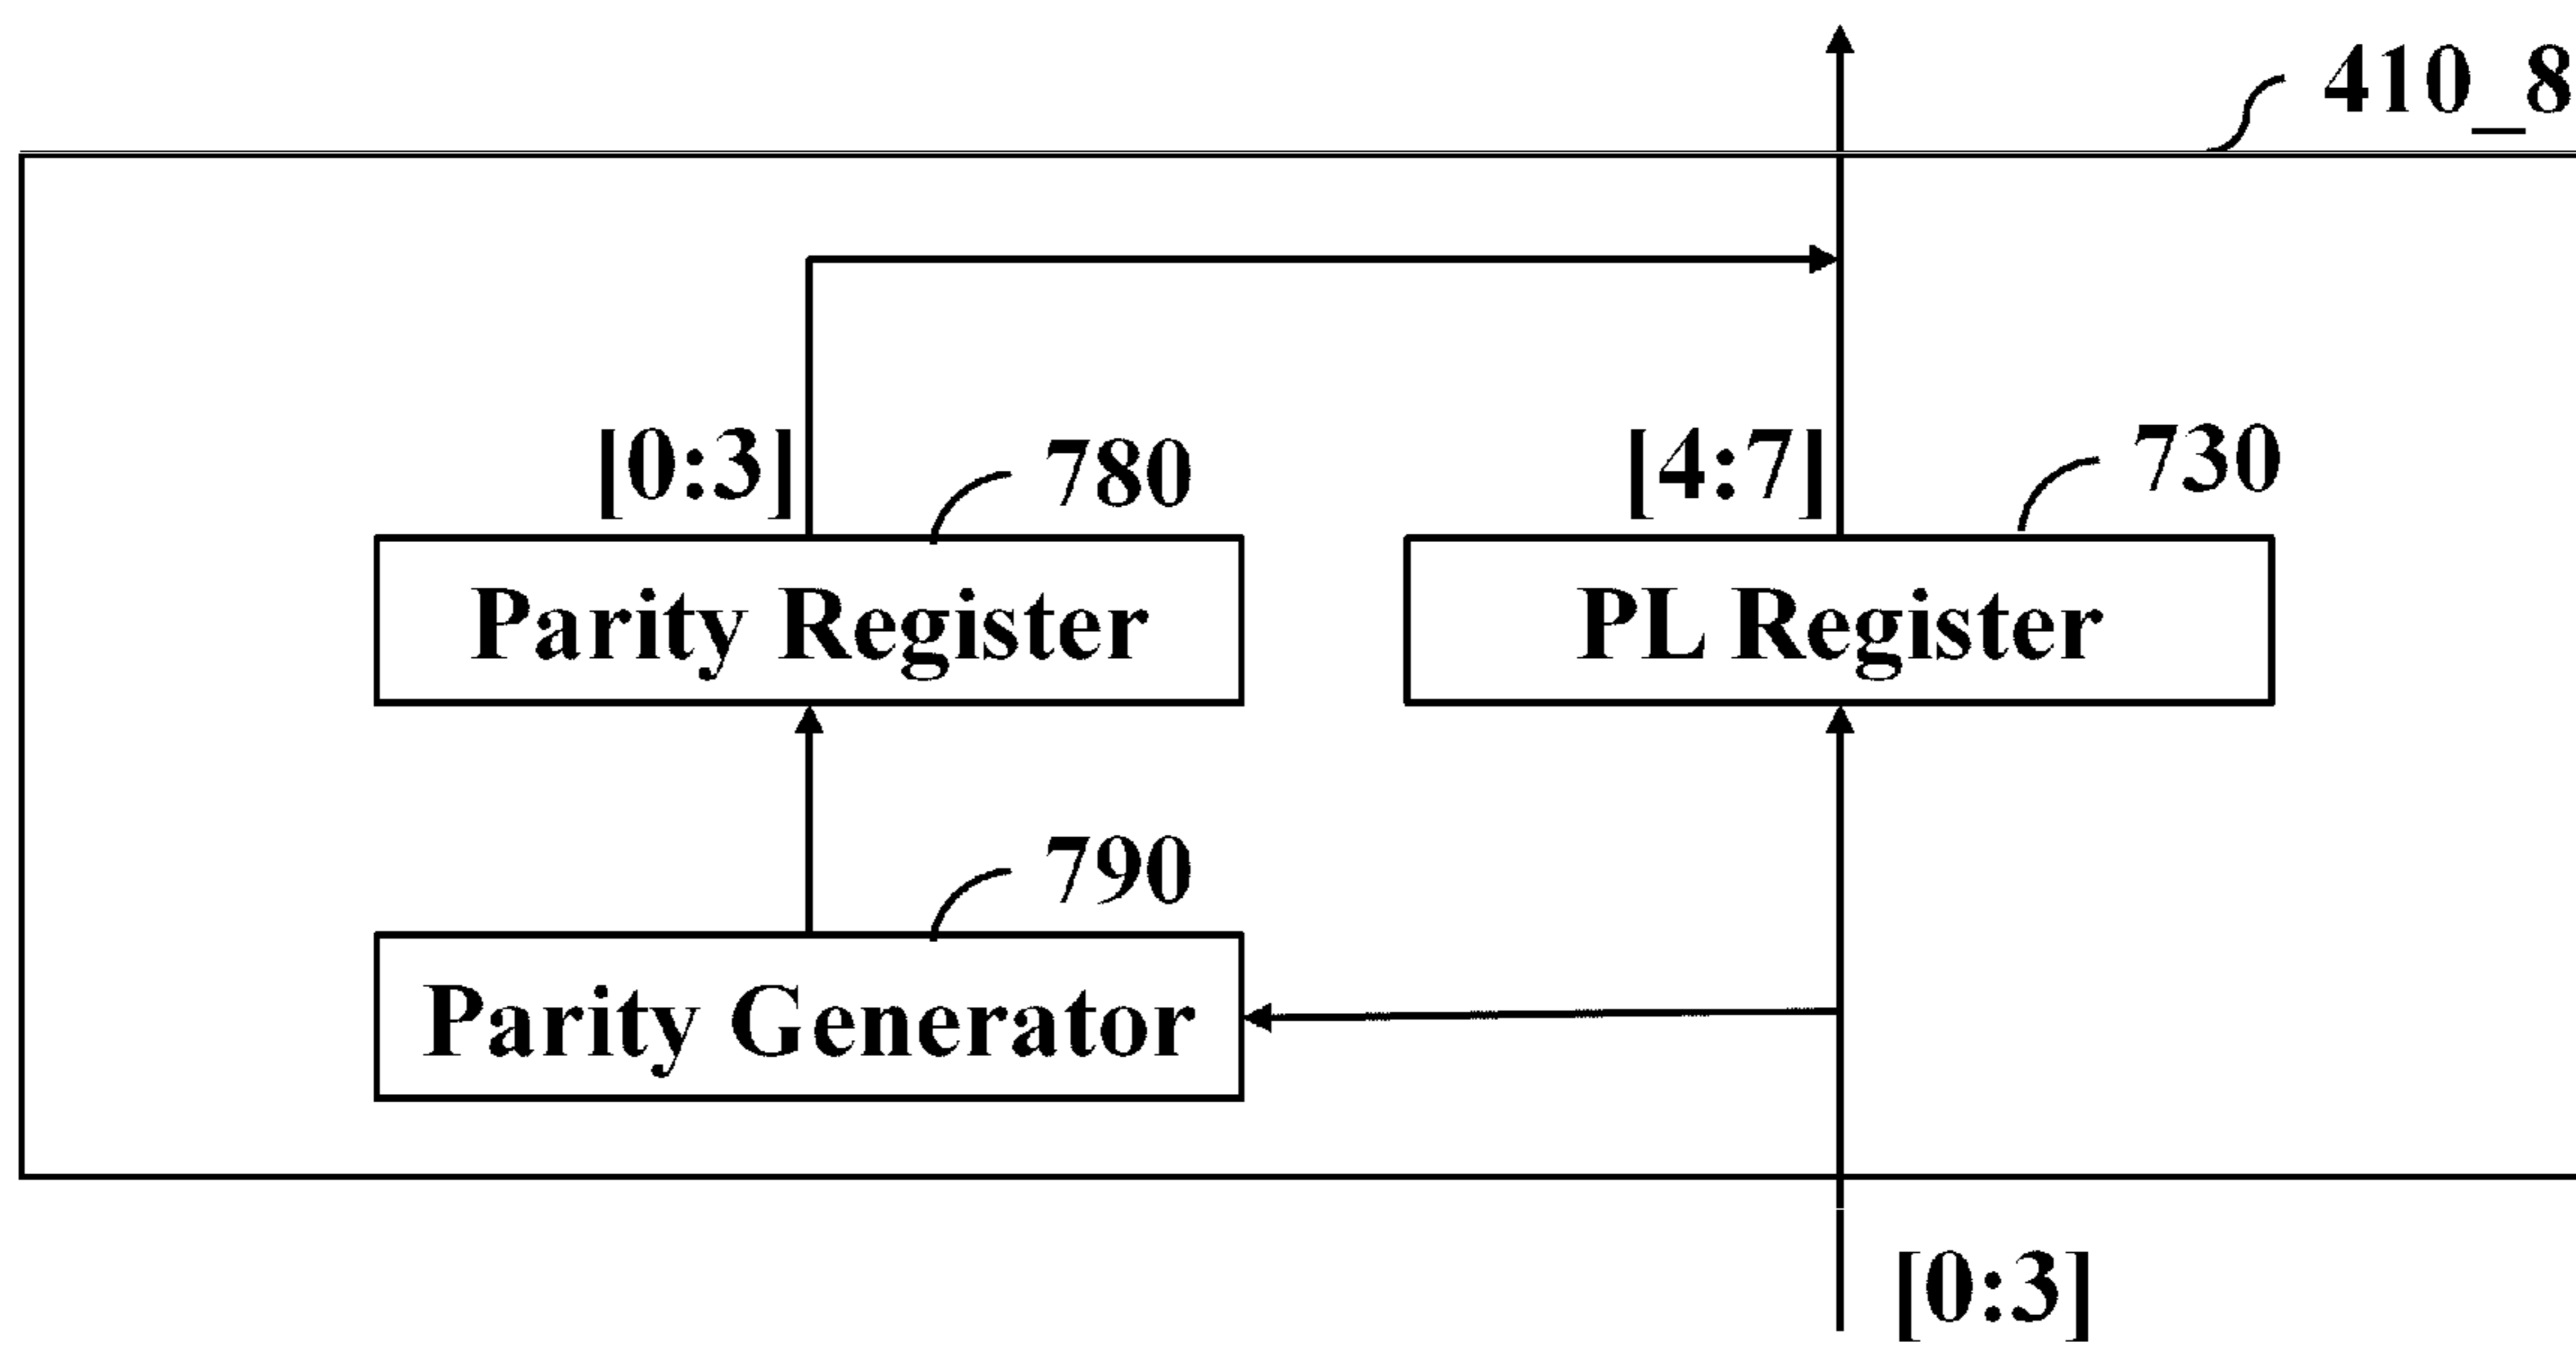 410_8
[0:3]
780
[4:7]
730
Parity Register
PL Register
790
Parity Generator
[0:3]